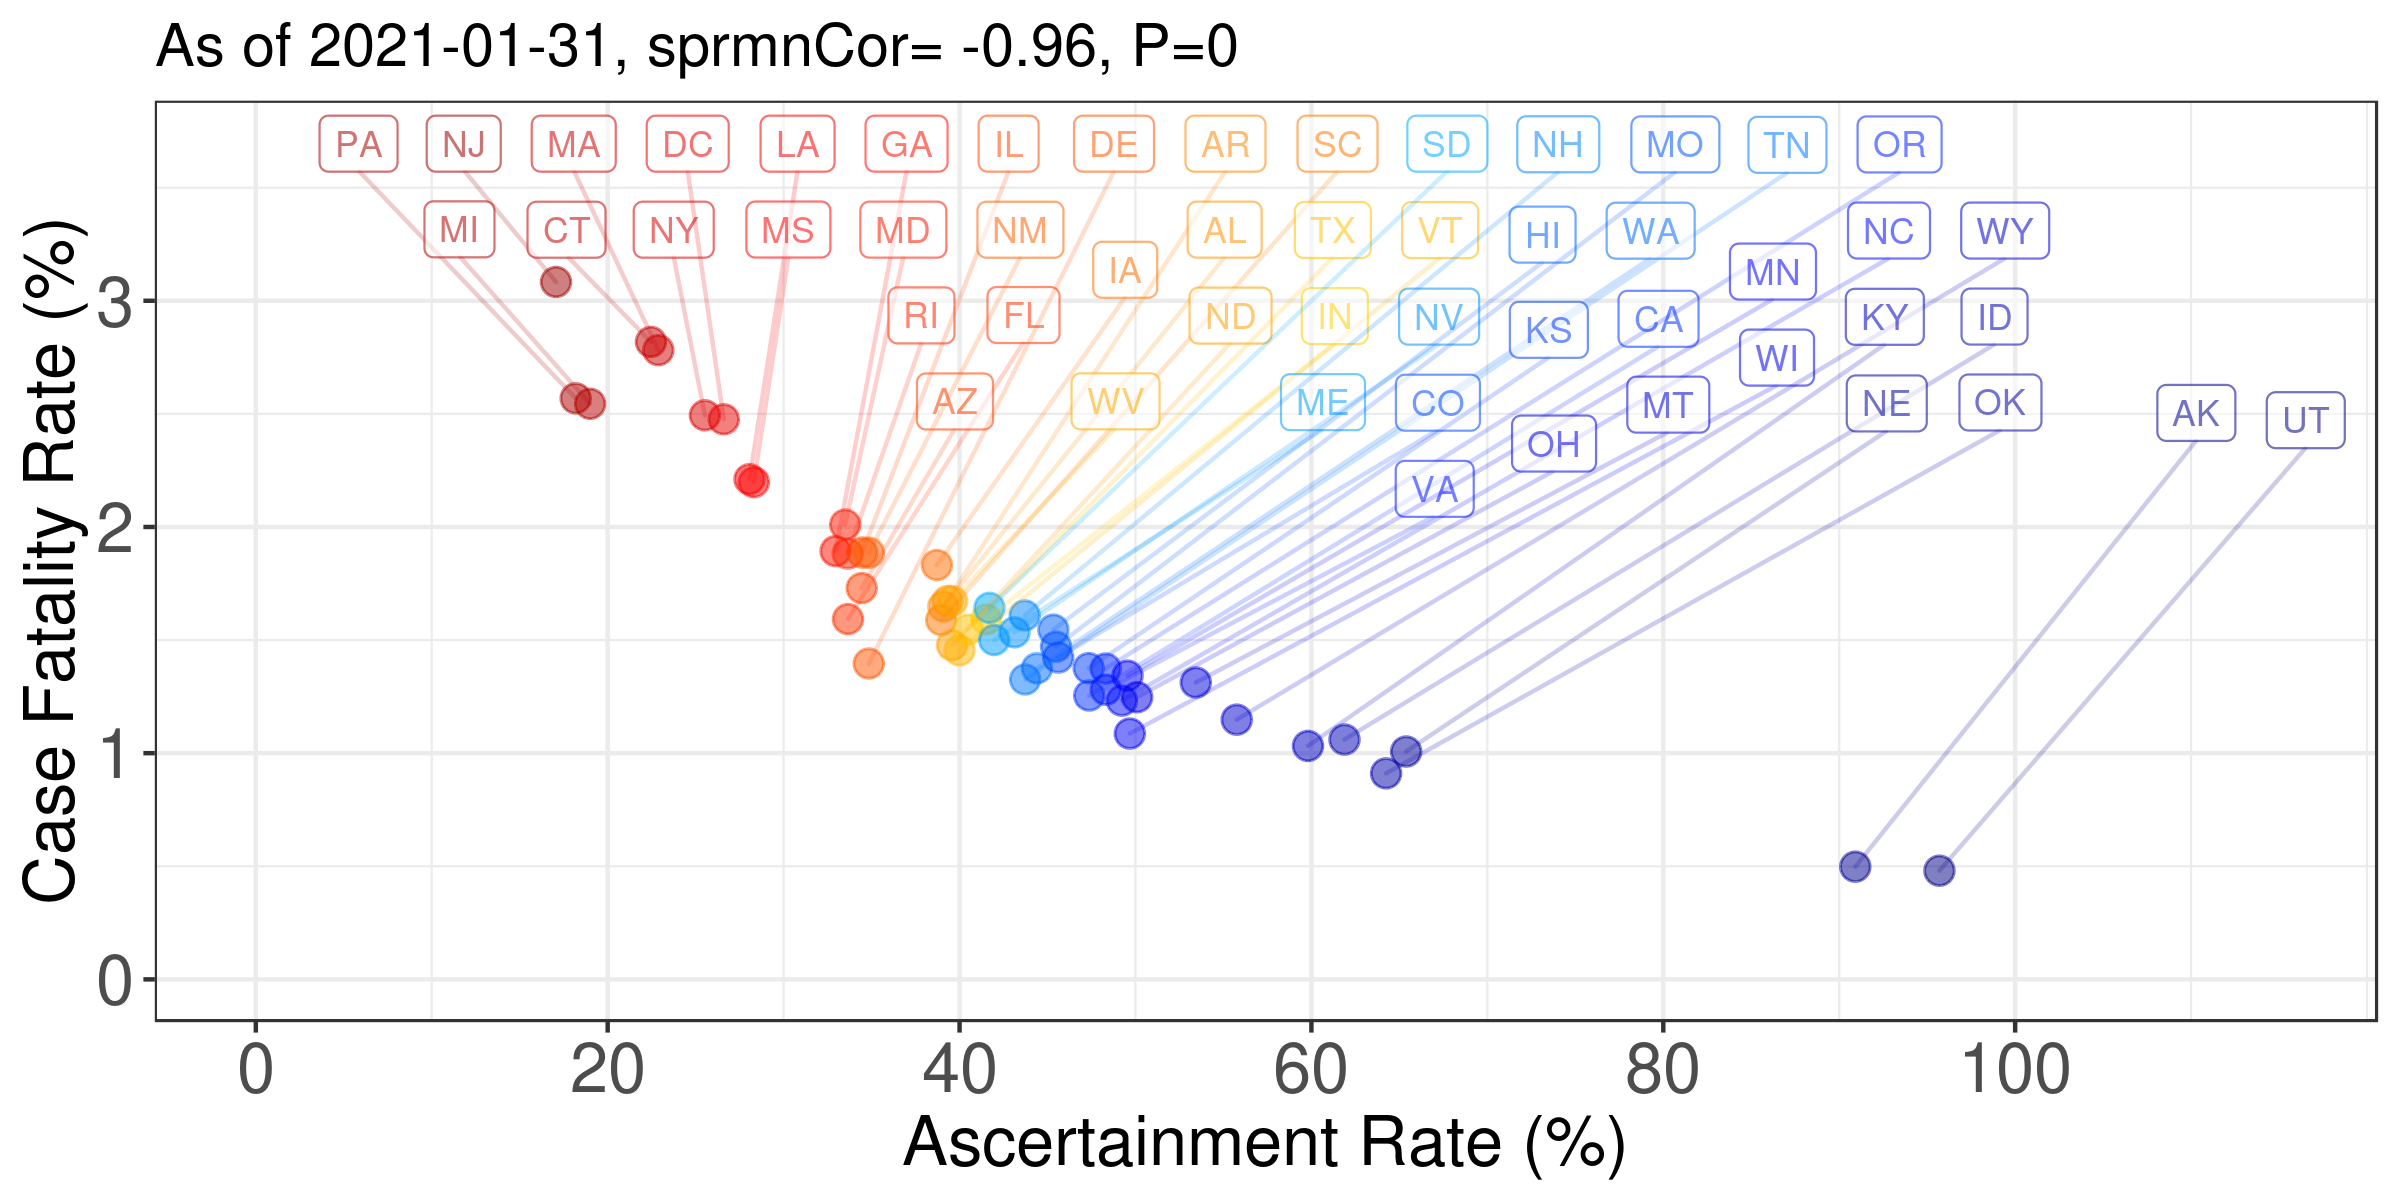 As of 2021-01-31, sprmnCor= -0.96, P=0
PA NJ MA DC LA GA IL DE AR SC SD NH MO TN OR
MI CT NY MS MD NM AL TX VT HI WA NC WY
IA MN
RI FL ND IN NV KS CA KY ID
WI
AZ WV ME CO MT NE OK AK UT
OH
VA
3
2
1
0
Case Fatality Rate (%)
0 20 40 60 80 100
Ascertainment Rate (%)